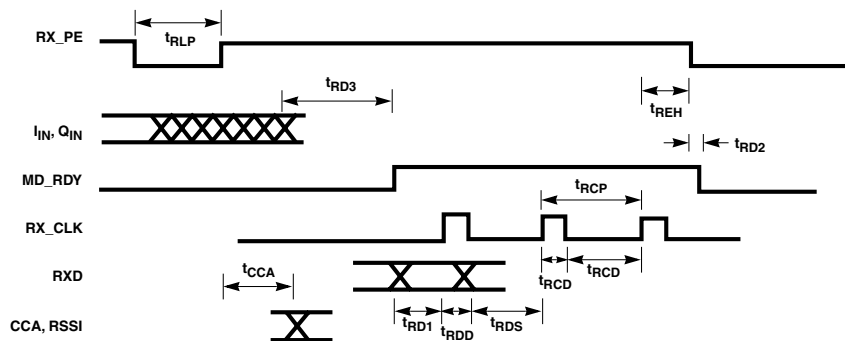 RX_PE
tRLP
tRD3
tREH
IIN, QIN
tRD2
MD_RDY
tRCP
RX_CLK
tCCA
RXD
tRCD
tRCD
CCA, RSSI
tRD1
tRDD
tRDS